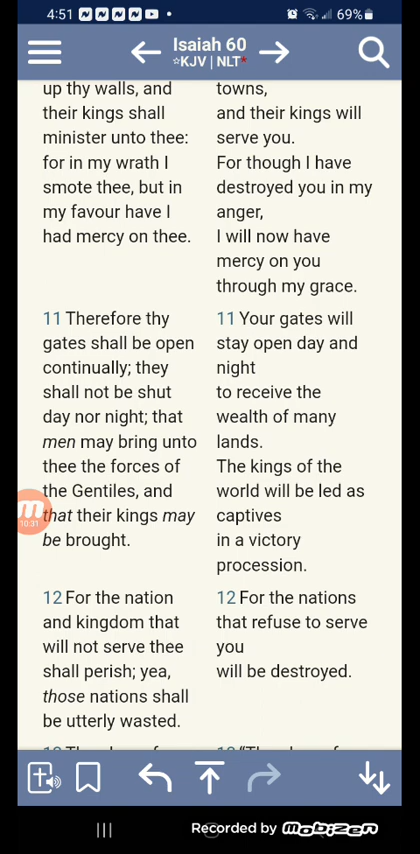 4:51
69%
Isaiah 60
☆KJV | NLT★
up thy walls, and
their kings shall
minister unto thee:
for in my wrath I
smote thee, but in
my favour have I
had mercy on thee.
towns,
and their kings will
serve you.
For though I have
destroyed you in my
anger,
I will now have
mercy on you
through my grace.
11 Therefore thy
gates shall be open
continually; they
shall not be shut
day nor night; that
men may bring unto
thee the forces of
the Gentiles, and
that their kings may
be brought.
11 Your gates will
stay open day and
night
to receive the
wealth of many
lands.
The kings of the
world will be led as
captives
in a victory
procession.
12 For the nation
and kingdom that
will not serve thee
shall perish; yea,
those nations shall
be utterly wasted.
12 For the nations
that refuse to serve
you
will be destroyed.
m
10:31
Recorded by mobizen